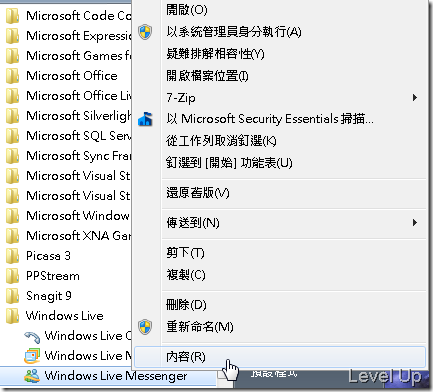 Microsoft Code Co
Microsoft Expressi
Microsoft Games fo
Microsoft Office
Microsoft Office Liv
Microsoft Silverligh
Microsoft SQL Serv
Microsoft Sync Fram
Microsoft Visual St
Microsoft Visual St
Microsoft Window
Microsoft XNA Gam
Picasa 3
PPStream
Snagit 9
Windows Live
Windows Live C
Windows Live M
Windows Live Messenger
開啟(O)
以系統管理員身分執行(A)
疑難排解相容性(Y)
開啟檔案位置(I)
7-Zip
以 Microsoft Security Essentials 掃描...
從工作列取消釘選(K)
釘選到 [開始] 功能表(U)
還原舊版(V)
傳送到(N)
剪下(T)
複製(C)
刪除(D)
重新命名(M)
內容(R)
預設程式
Level Up